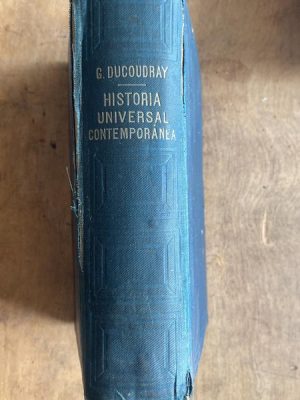 G. DUCOUDRAY
HISTORIA
UNIVERSAL
CONTEMPORÁNEA